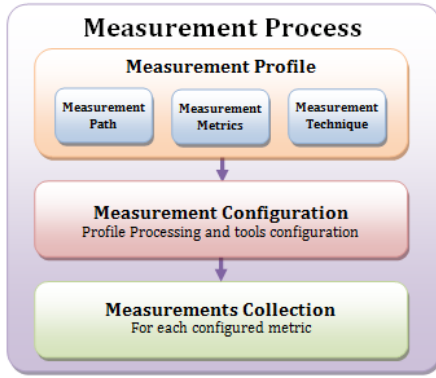 Measurement Process
Measurement Profile
Measurement Path
Measurement Metrics
Measurement Technique
Measurement Configuration
Profile Processing and tools configuration
Measurements Collection
For each configured metric